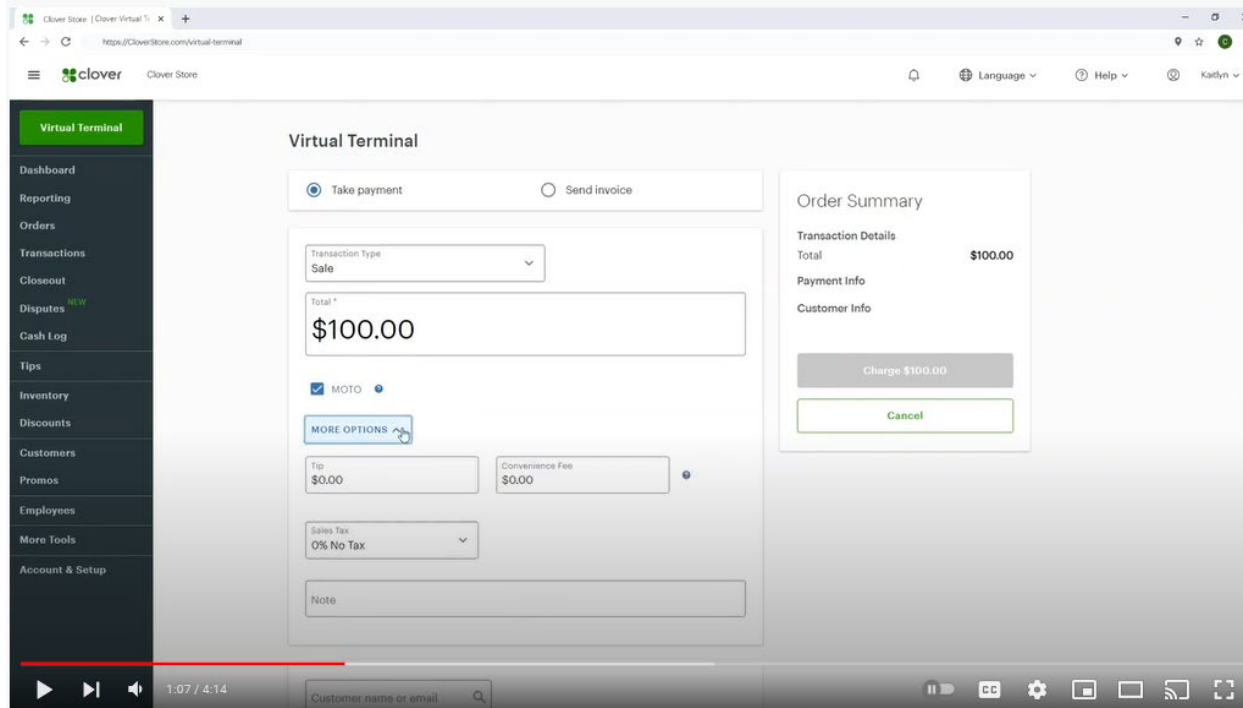 Clover Store | Clover Virtual Te
https://CloverStore.com/virtual-terminal
clover
Clover Store
Language
Help
Kaitlyn
Virtual Terminal
Dashboard
Reporting
Orders
Transactions
Closeout
Disputes NEW
Cash Log
Tips
Inventory
Discounts
Customers
Promos
Employees
More Tools
Account & Setup
Virtual Terminal
Take payment
Send invoice
Transaction Type
Sale
Total *
$100.00
MOTO
MORE OPTIONS
Tip
$0.00
Convenience Fee
$0.00
Sales Tax
0% No Tax
Note
Customer name or email
Order Summary
Transaction Details
Total $100.00
Payment Info
Customer Info
Charge $100.00
Cancel
1:07 / 4:14
CC